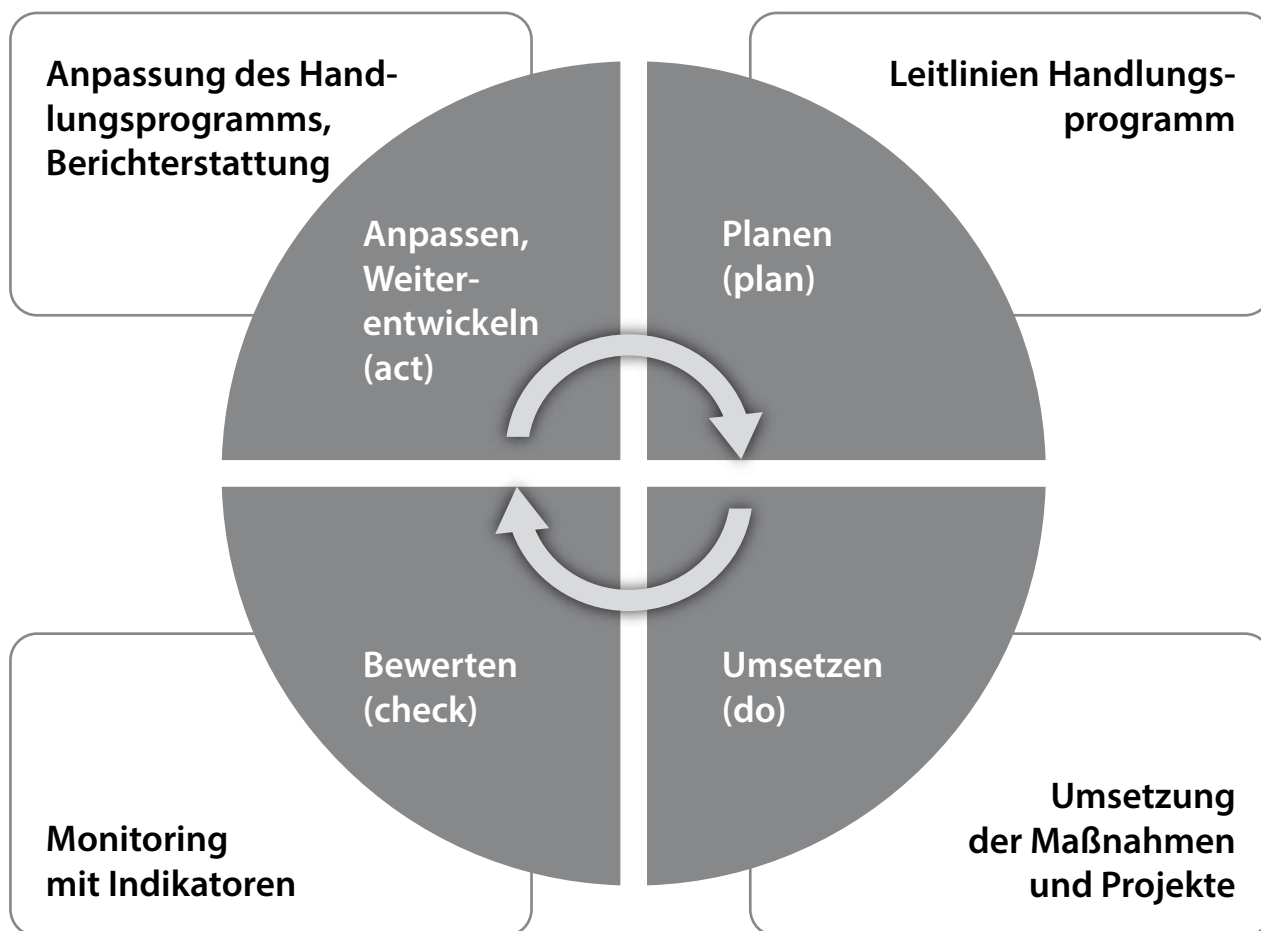 Anpassung des Hand-
lungsprogramms,
Berichterstattung
Leitlinien Handlungs-
programm
Anpassen,
Weiter-
entwickeln
(act)
Planen
(plan)
Bewerten
(check)
Umsetzen
(do)
Monitoring
mit Indikatoren
Umsetzung
der Maßnahmen
und Projekte